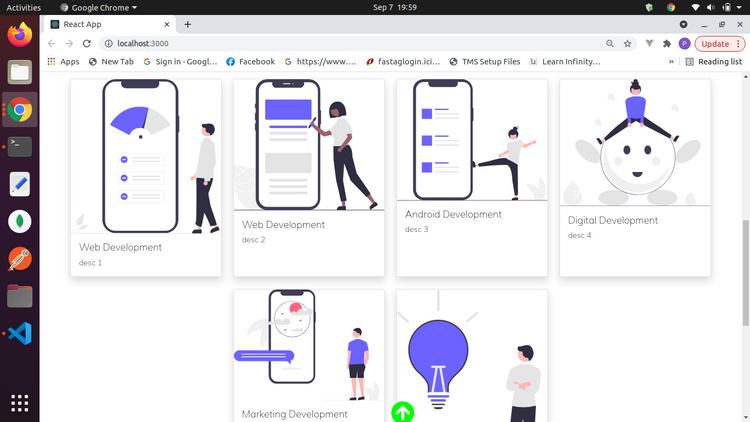 Activities
Google Chrome
Sep 7 19:59
React App
localhost:3000
P
Update
Apps
New Tab
Sign in - Googl…
Facebook
https://www.…
fastaglogin.ici…
TMS Setup Files
Learn Infinity…
»
Reading list
Web Development
desc 1
Web Development
desc 2
Android Development
desc 3
Digital Development
desc 4
Marketing Development